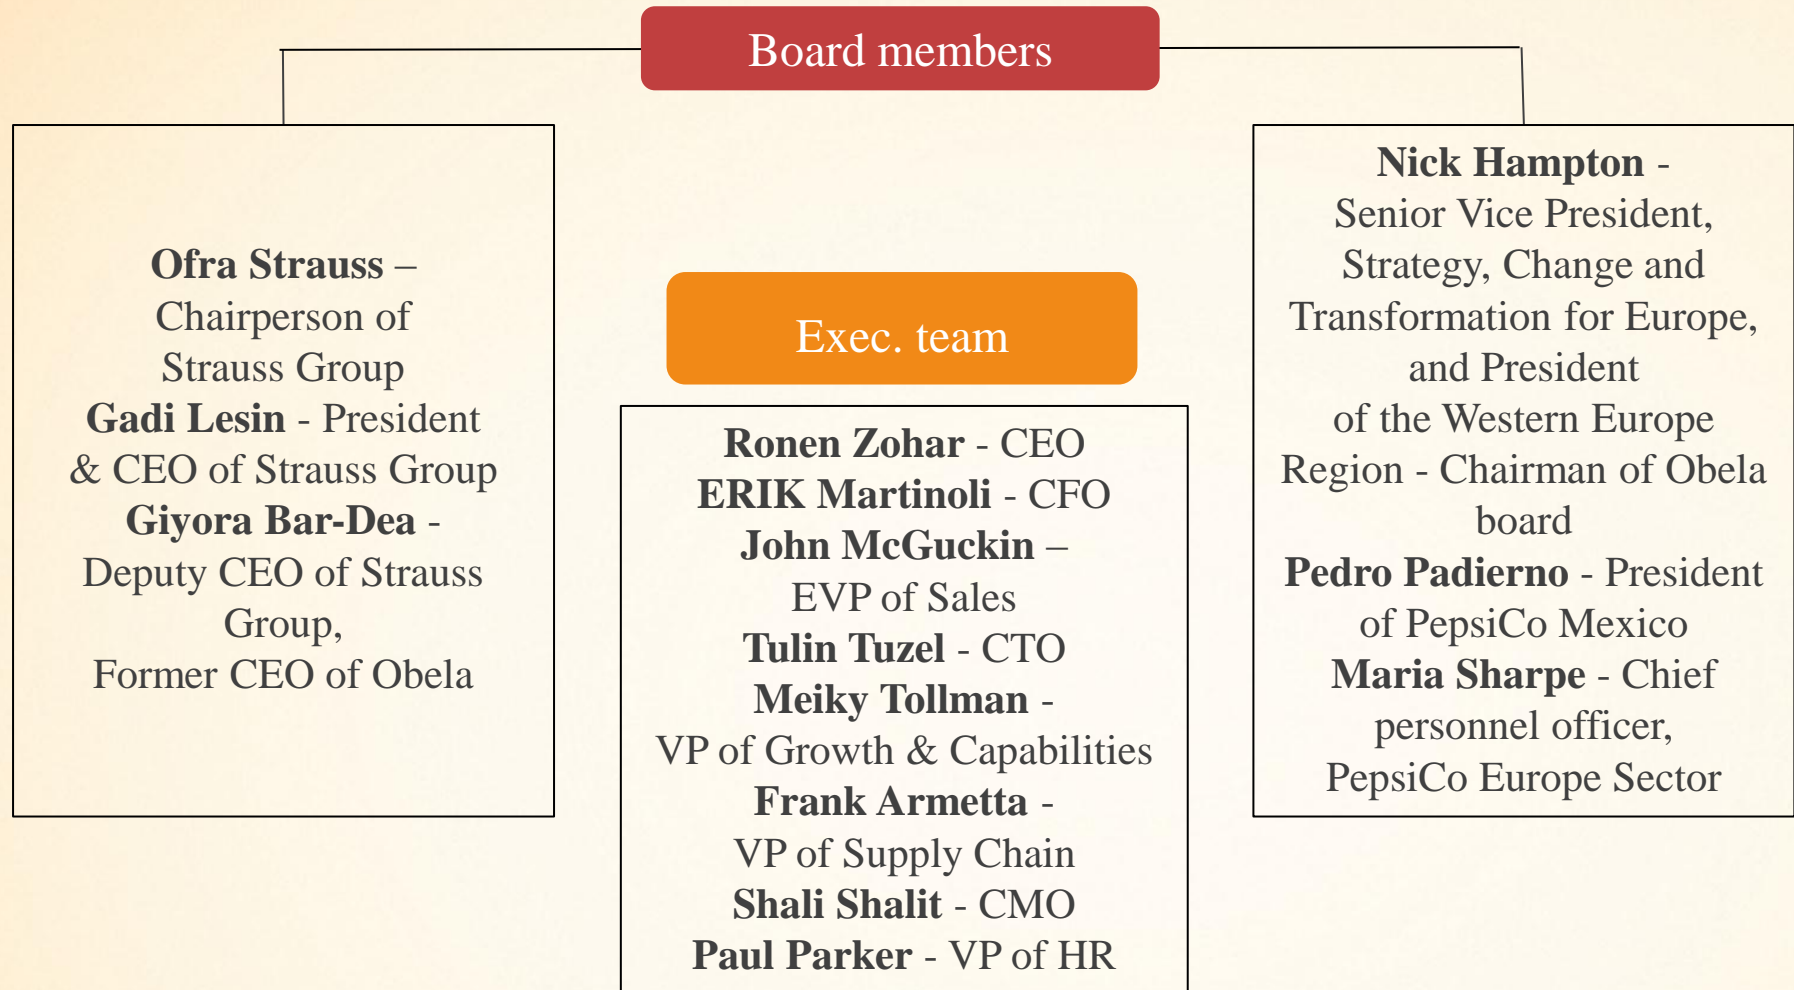 Board members
Ofra Strauss –
Chairperson of
Strauss Group
Gadi Lesin - President
& CEO of Strauss Group
Giyora Bar-Dea -
Deputy CEO of Strauss
Group,
Former CEO of Obela
Exec. team
Ronen Zohar - CEO
ERIK Martinoli - CFO
John McGuckin –
EVP of Sales
Tulin Tuzel - CTO
Meiky Tollman -
VP of Growth & Capabilities
Frank Armetta -
VP of Supply Chain
Shali Shalit - CMO
Paul Parker - VP of HR
Nick Hampton -
Senior Vice President,
Strategy, Change and
Transformation for Europe,
and President
of the Western Europe
Region - Chairman of Obela
board
Pedro Padierno - President
of PepsiCo Mexico
Maria Sharpe - Chief
personnel officer,
PepsiCo Europe Sector